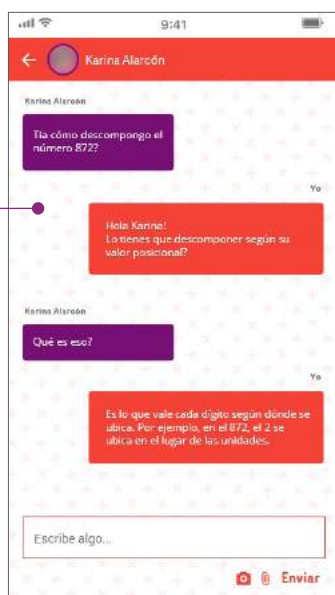 9:41
Karina Alarcón
Karina Alarcón
Tía cómo descompongo el
número 872?
Yo
Hola Karina!
Lo tienes que descomponer según su
valor posicional?
Karina Alarcón
Qué es eso?
Yo
Es lo que vale cada dígito según dónde se
ubica. Por ejemplo, en el 872, el 2 se
ubica en el lugar de las unidades.
Escribe algo...
Enviar